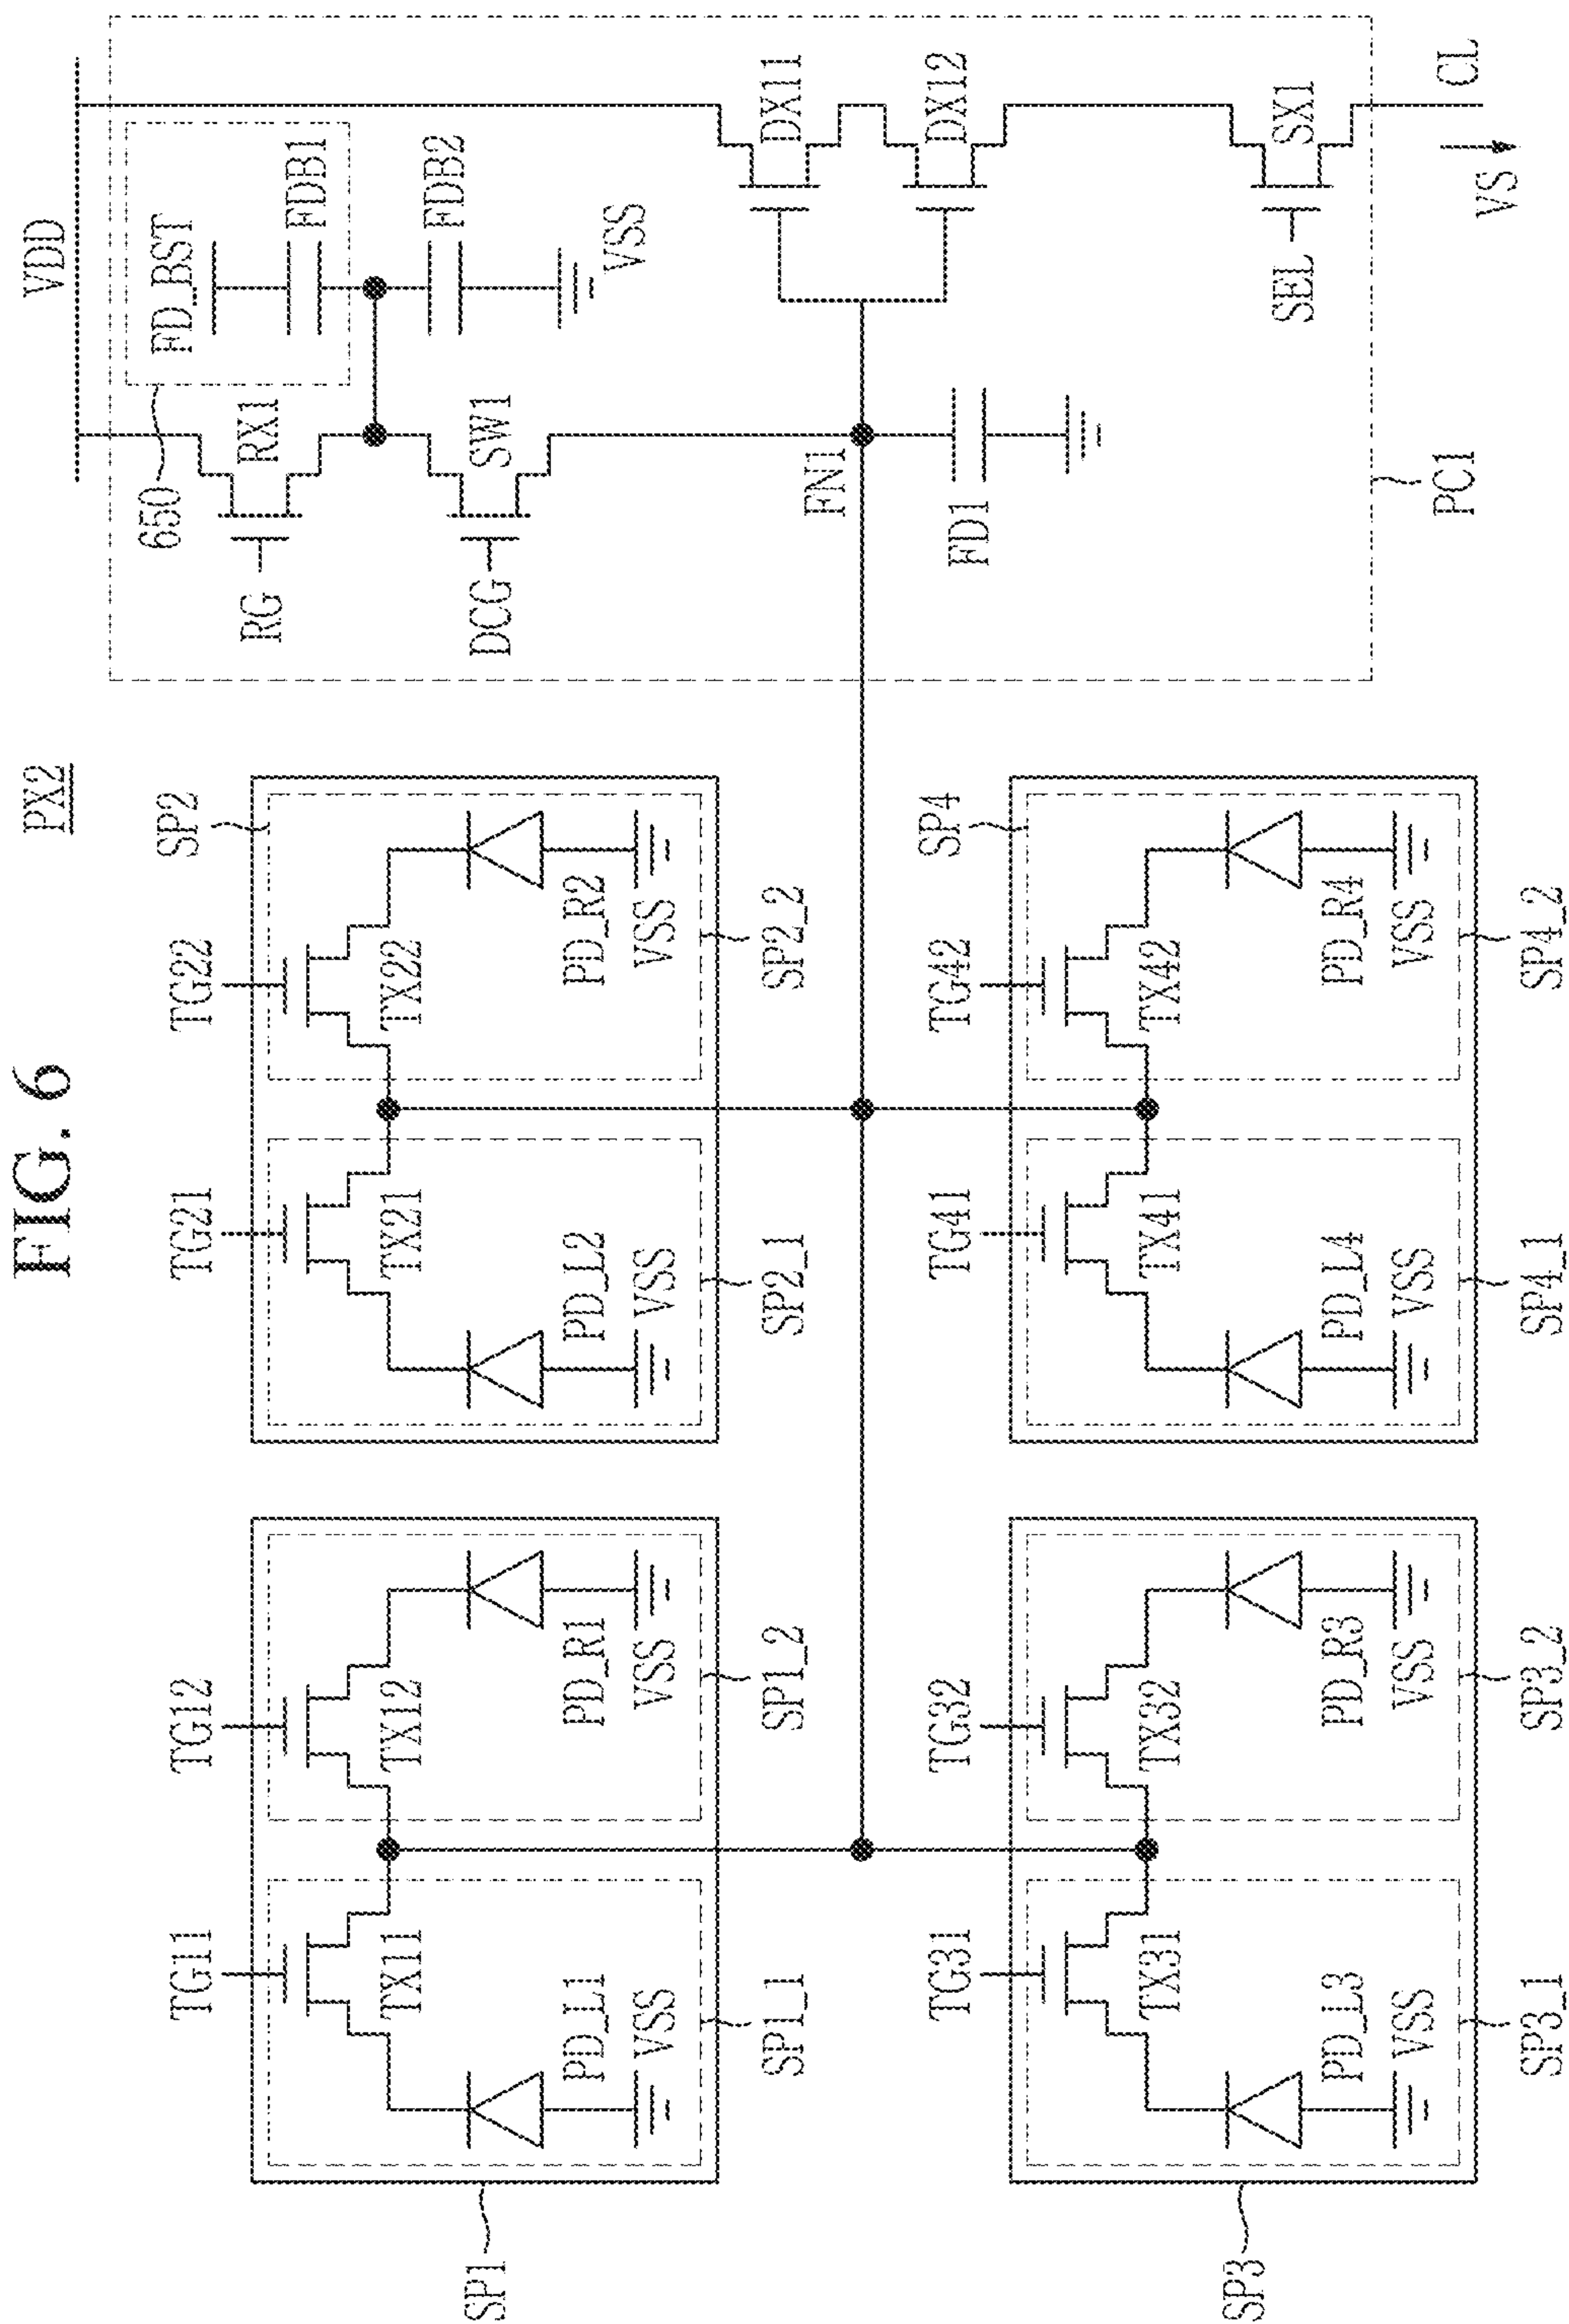 FIG. 6
PX2
VDD
TG11
TG12
TG21
TG22
SP2
650
FD_BST
FDB1
RX1
RG
TX11
TX12
TX21
TX22
FDB2
SW1
DCG
SP1
PD_L1
PD_R1
PD_L2
PD_R2
VSS
VSS
VSS
VSS
VSS
SP1_1
SP1_2
SP2_1
SP2_2
DX11
FN1
DX12
TG31
TG32
TG41
TG42
SP4
FD1
TX31
TX32
TX41
TX42
SP3
SEL
SX1
PD_L3
PD_R3
PD_L4
PD_R4
VSS
VSS
VSS
VSS
PC1
CL
VS
SP3_1
SP3_2
SP4_1
SP4_2